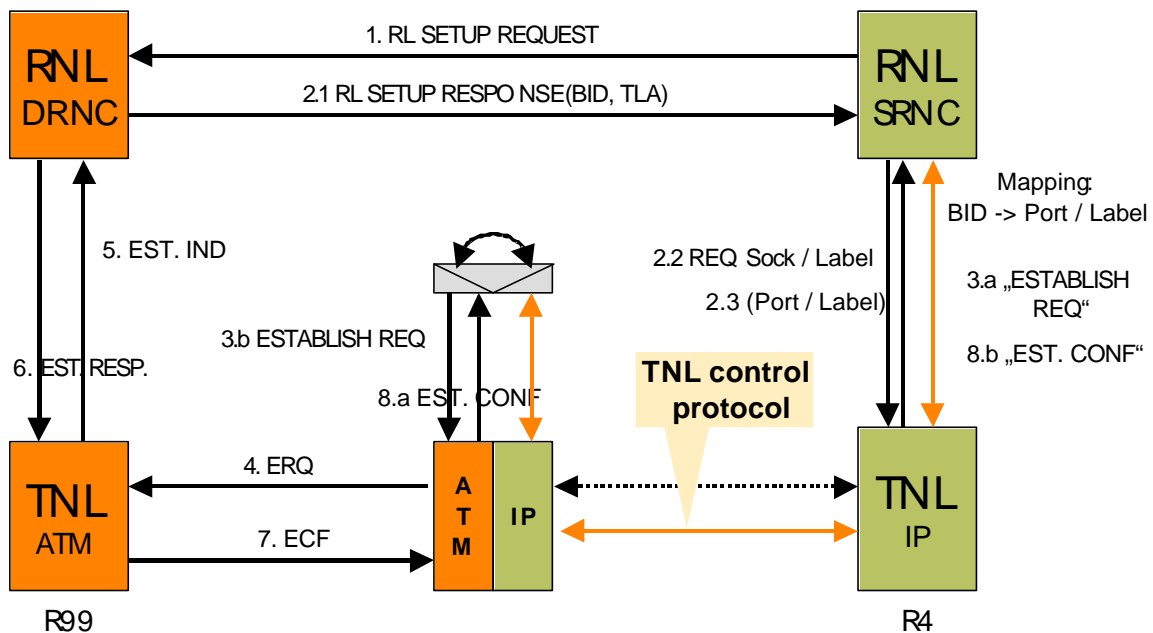 1. RL SETUP REQUEST
RNL
DRNC
2.1 RL SETUP RESPONSE(BID, TLA)
RNL
SRNC
Mapping:
BID -> Port / Label
5. EST. IND
2.2 REQ Sock / Label
2.3 (Port / Label)
3.a „ESTABLISH
REQ“
3.b ESTABLISH REQ
8.b „EST. CONF“
6. EST. RESP.
TNL control
protocol
8.a EST. CONF
4. ERQ
TNL
ATM
A
T
M
IP
TNL
IP
7. ECF
R99
R4